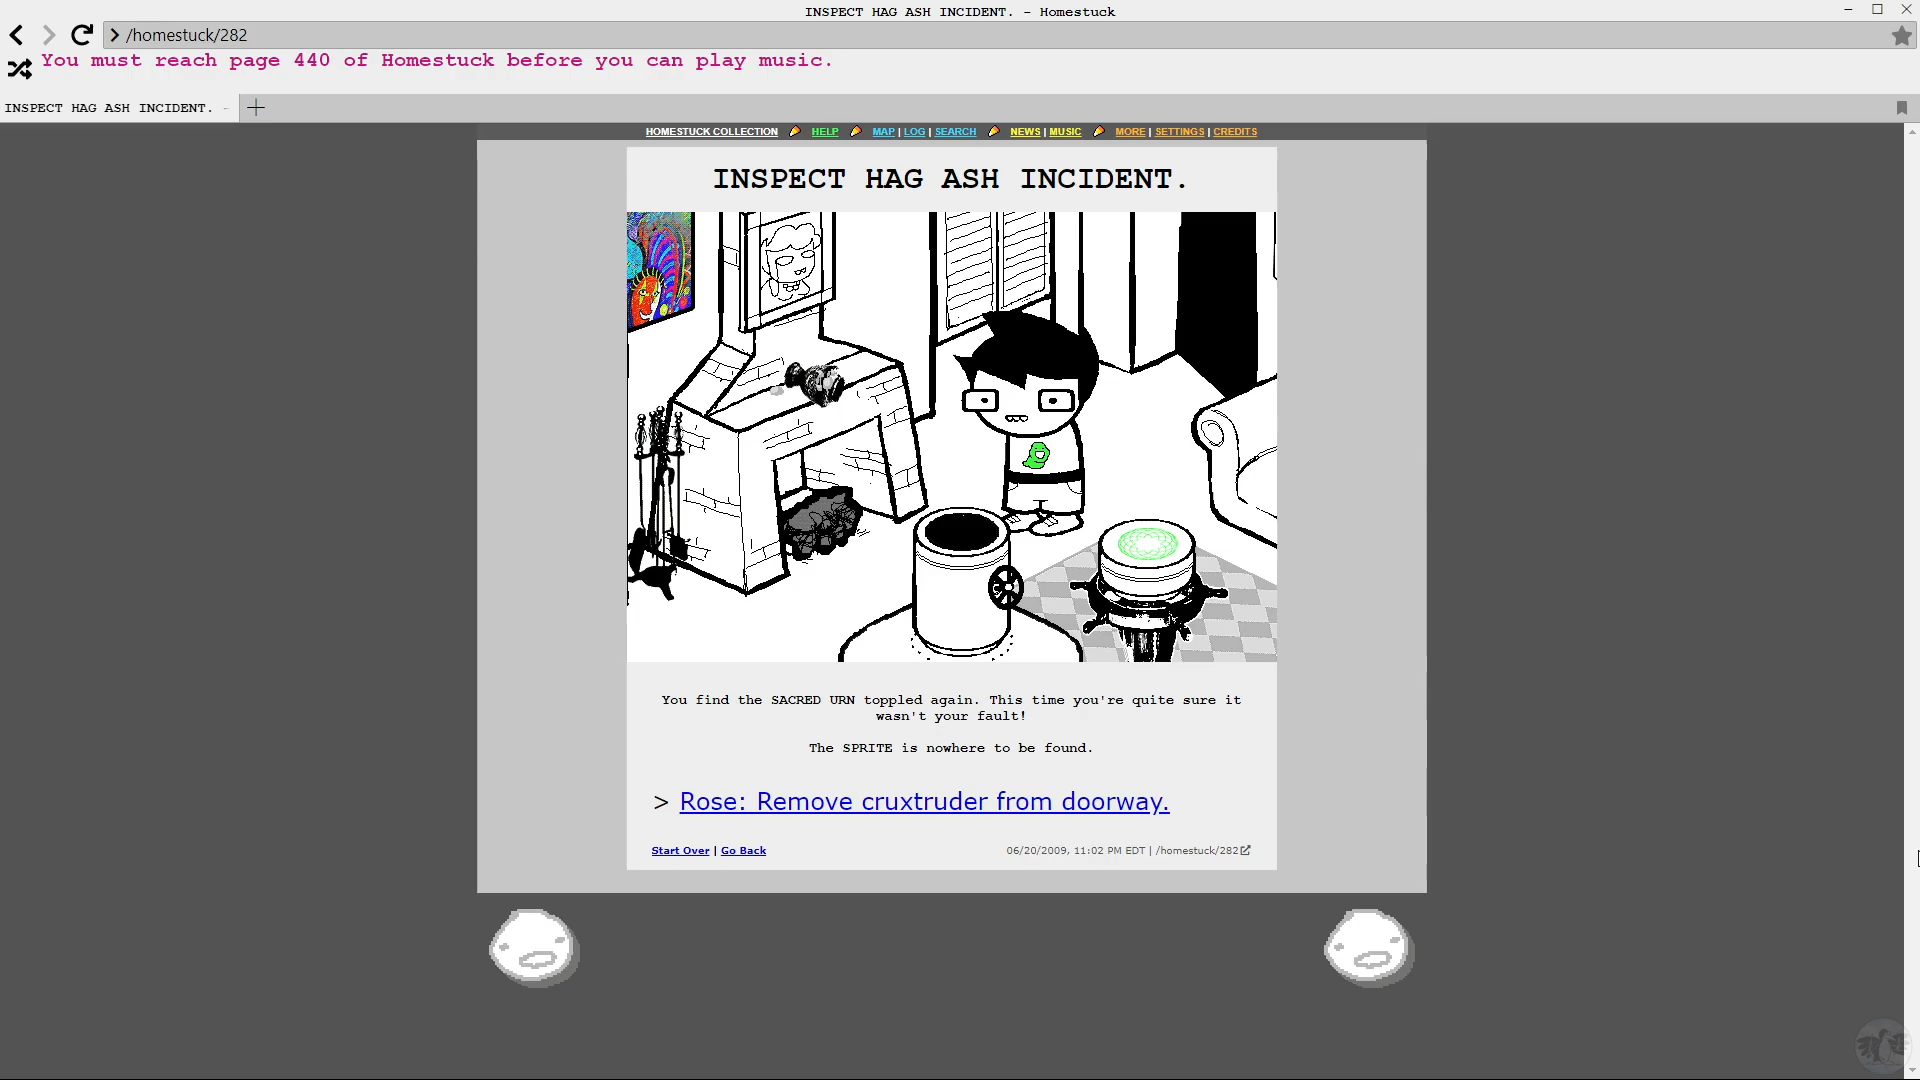 INSPECT HAG ASH INCIDENT. - Homestuck
/homestuck/282
You must reach page 440 of Homestuck before you can play music.
INSPECT HAG ASH INCIDENT. -
HOMESTUCK COLLECTION HELP MAP | LOG | SEARCH NEWS | MUSIC MORE | SETTINGS | CREDITS
INSPECT HAG ASH INCIDENT.
You find the SACRED URN toppled again. This time you're quite sure it
wasn't your fault!
The SPRITE is nowhere to be found.
> Rose: Remove cruxtruder from doorway.
Start Over | Go Back
06/20/2009, 11:02 PM EDT | /homestuck/282